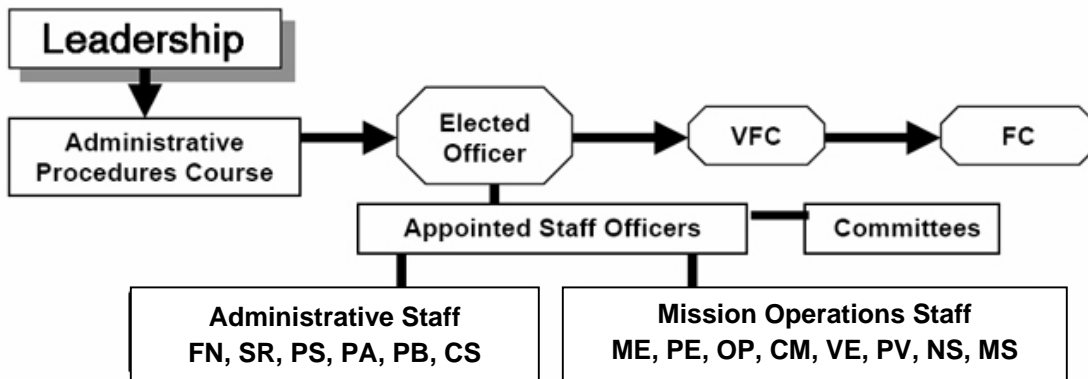 Leadership
Administrative
Procedures Course
Elected
Officer
VFC
FC
Appointed Staff Officers
Committees
Administrative Staff
FN, SR, PS, PA, PB, CS
Mission Operations Staff
ME, PE, OP, CM, VE, PV, NS, MS